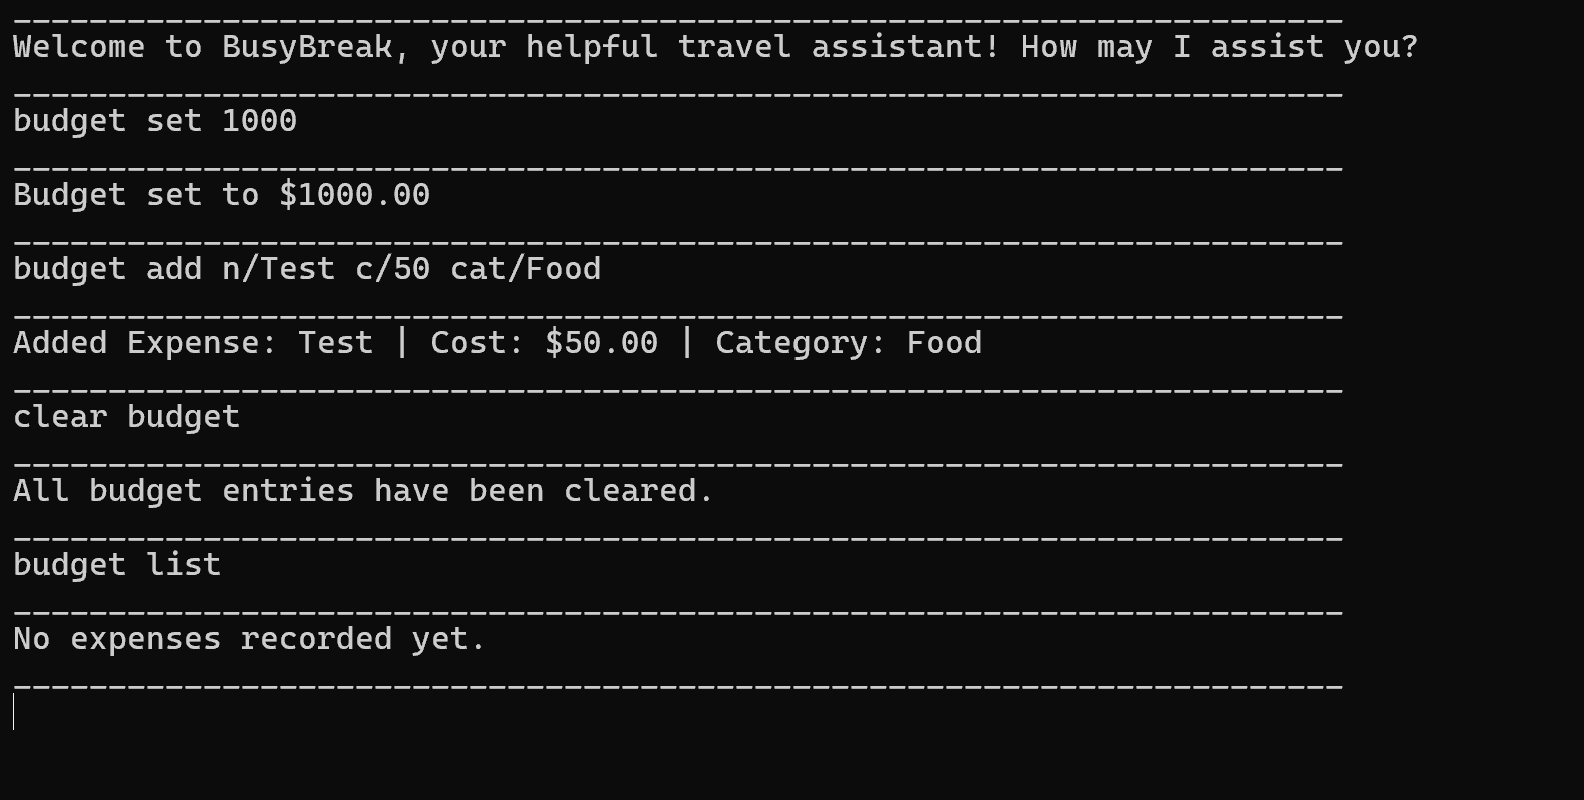 ______________________________________________________________________
Welcome to BusyBreak, your helpful travel assistant! How may I assist you?
______________________________________________________________________
budget set 1000
______________________________________________________________________
Budget set to $1000.00
______________________________________________________________________
budget add n/Test c/50 cat/Food
______________________________________________________________________
Added Expense: Test | Cost: $50.00 | Category: Food
______________________________________________________________________
clear budget
______________________________________________________________________
All budget entries have been cleared.
______________________________________________________________________
budget list
______________________________________________________________________
No expenses recorded yet.
______________________________________________________________________